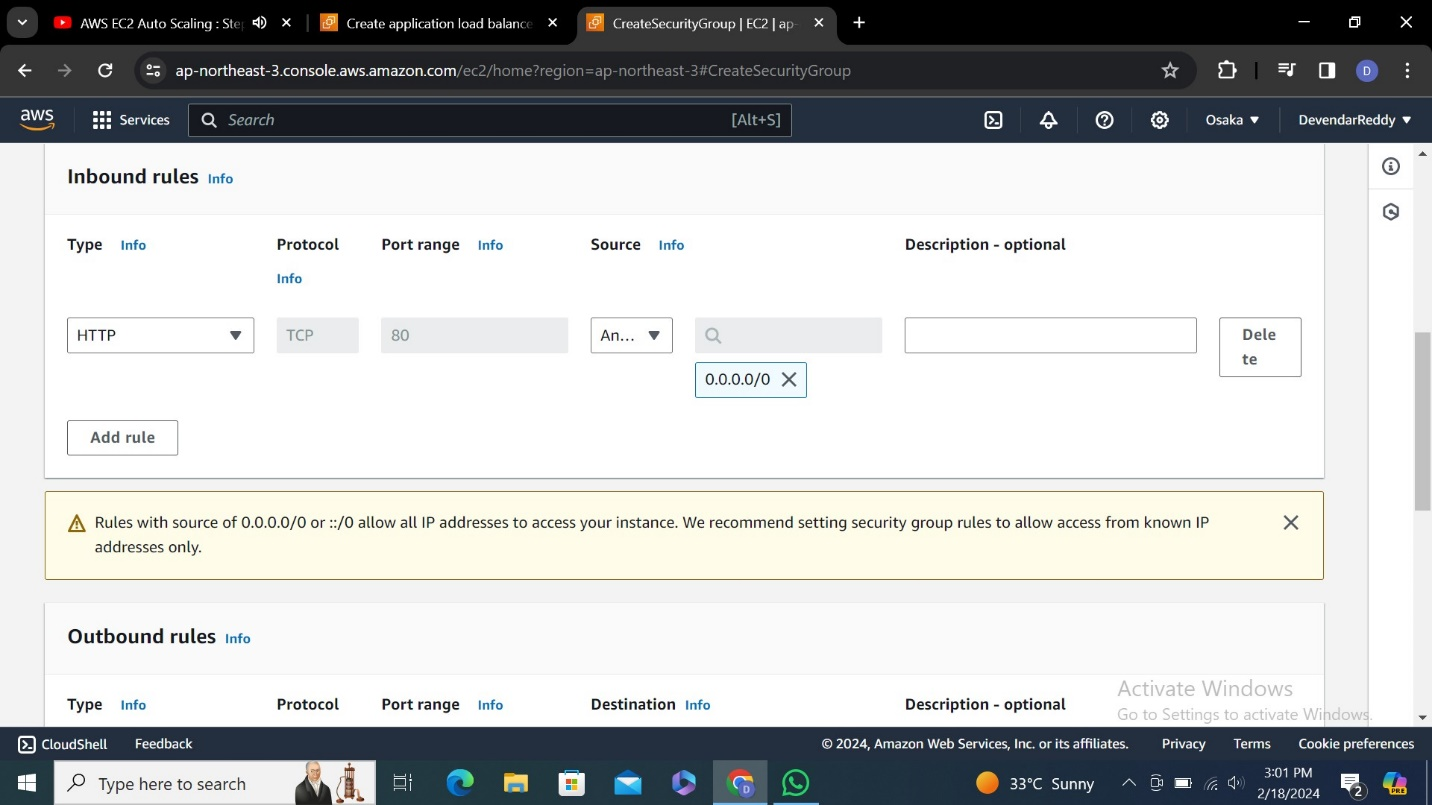 AWS EC2 Auto Scaling : Ste
Create application load balance
CreateSecurityGroup | EC2 | ap-
ap-northeast-3.console.aws.amazon.com/ec2/home?region=ap-northeast-3#CreateSecurityGroup
D
aws
Services
Search
[Alt+S]
Osaka
DevendarReddy
Inbound rules Info
Type Info
Protocol
Info
Port range Info
Source Info
Description - optional
HTTP
TCP
80
An...
0.0.0.0/0
Dele
te
Add rule
Rules with source of 0.0.0.0/0 or ::/0 allow all IP addresses to access your instance. We recommend setting security group rules to allow access from known IP
addresses only.
Outbound rules Info
Type Info
Protocol
Port range Info
Destination Info
Description - optional
Activate Windows
Go to Settings to activate Windows.
CloudShell
Feedback
© 2024, Amazon Web Services, Inc. or its affiliates.
Privacy
Terms
Cookie preferences
Type here to search
D
33°C Sunny
3:01 PM
2/18/2024
2
PRE